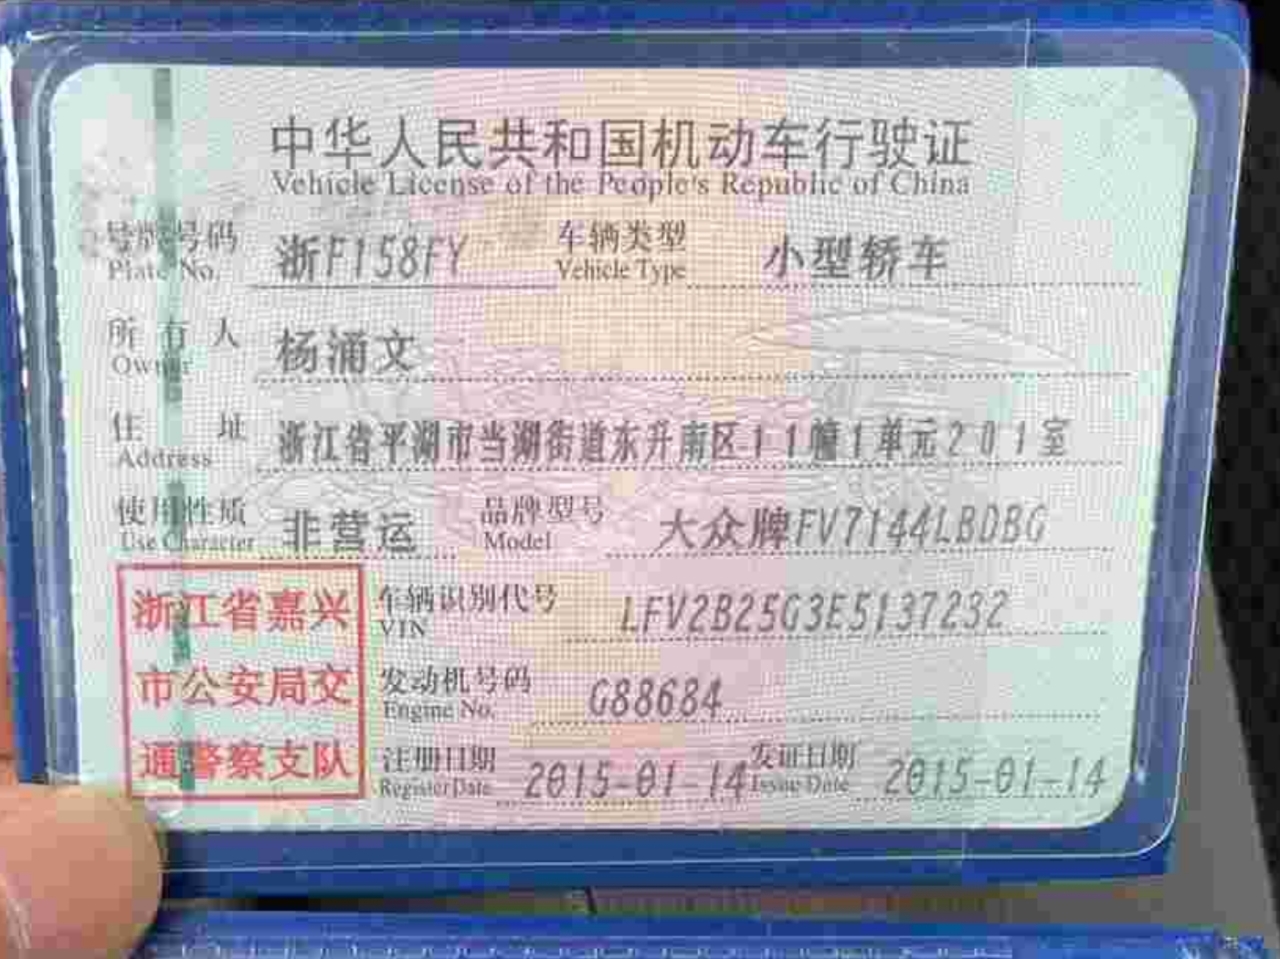 中华人民共和国机动车行驶证
Vehicle License of the People's Republic of China
号牌号码 浙F158FY 车辆类型 小型轿车
Plate No. Vehicle Type
所有人 杨涌文
Owner
住址 浙江省平湖市当湖街道东升南区11幢1单元201室
Address
使用性质 非营运 品牌型号 大众牌FV7144LBDBG
Use Character Model
浙江省嘉兴
市公安局交
通警察支队
车辆识别代号 LFV2B25G3E5137232
VIN
发动机号码 G88684
Engine No.
注册日期 2015-01-14 发证日期 2015-01-14
Register Date Issue Date